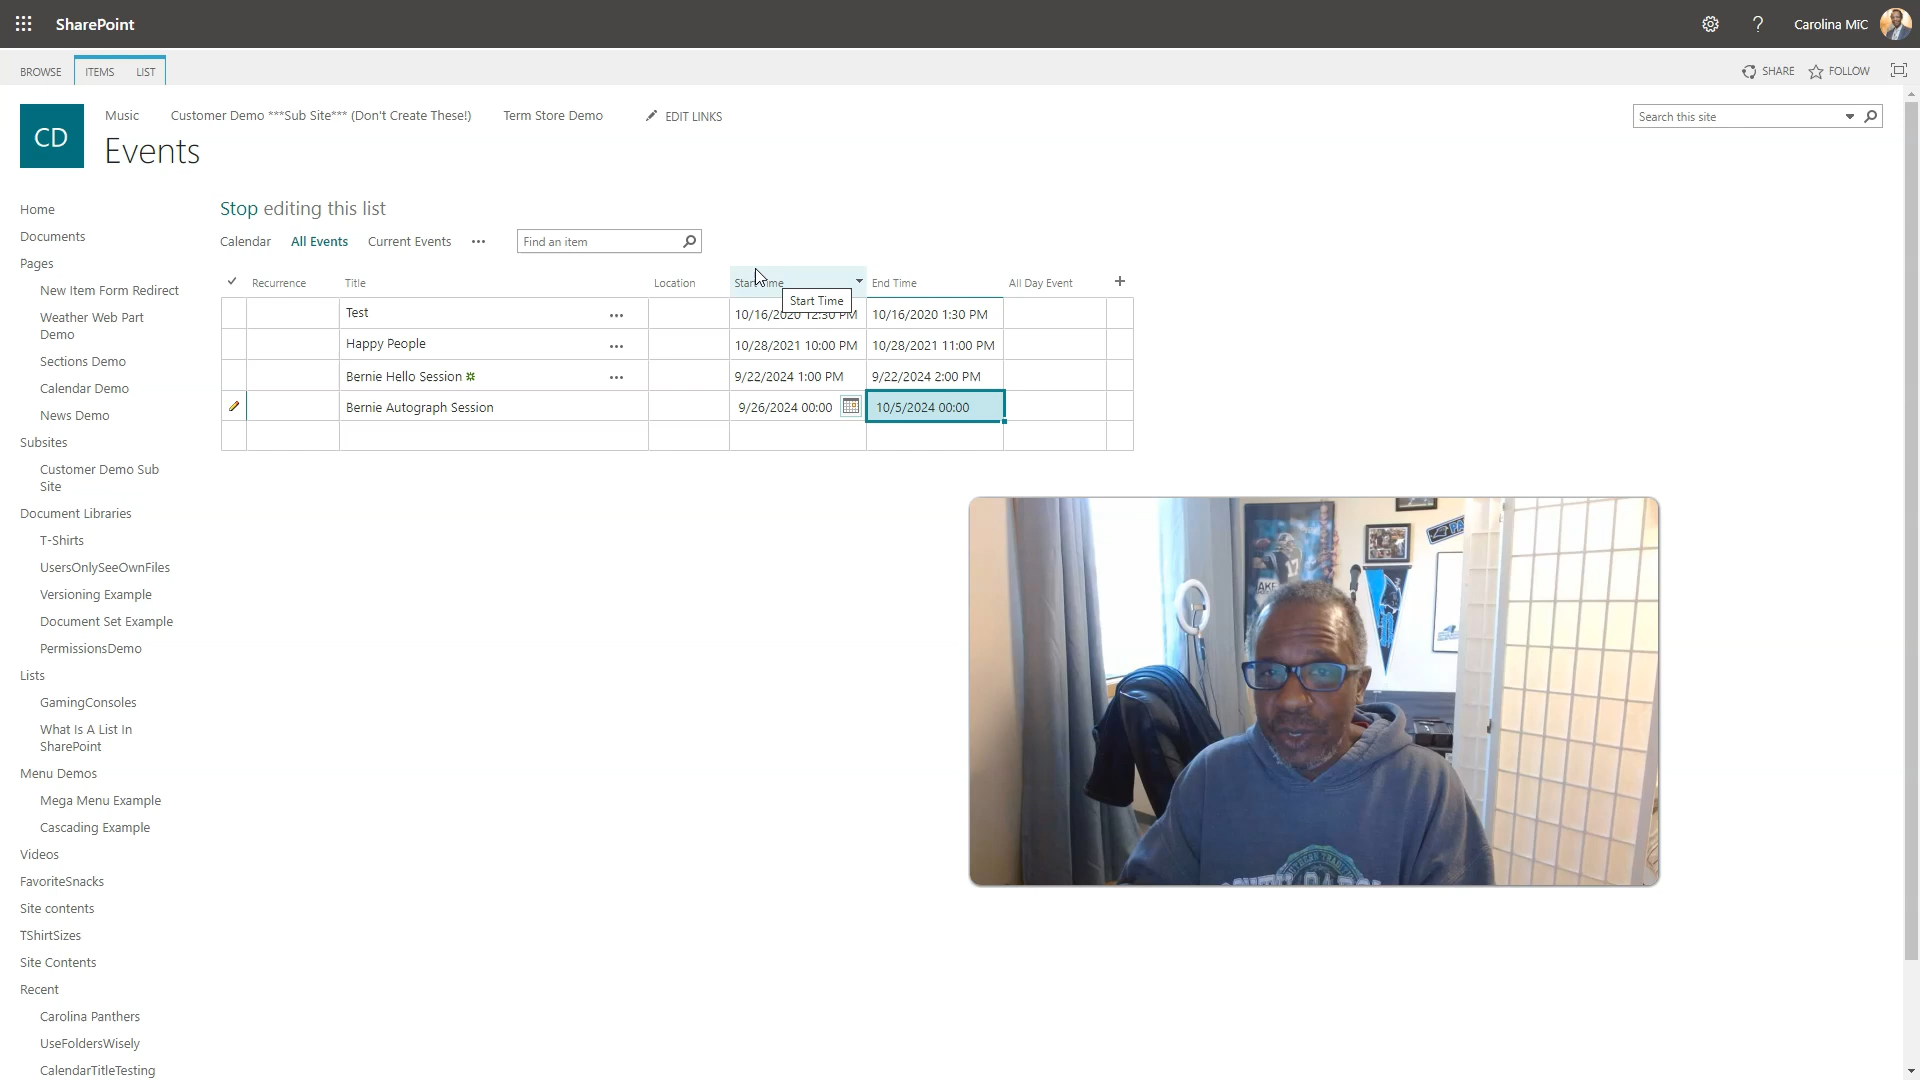 SharePoint
Carolina MIC
BROWSE
ITEMS
LIST
SHARE
FOLLOW
CD
Music
Customer Demo ***Sub Site*** (Don't Create These!)
Term Store Demo
EDIT LINKS
Search this site
Events
Stop editing this list
Calendar
All Events
Current Events
...
Find an item
Recurrence
Title
Location
End Time
All Day Event
+
Start Time
Test
...
10/16/2020 12:30 PM
10/16/2020 1:30 PM
Happy People
...
10/28/2021 10:00 PM
10/28/2021 11:00 PM
Bernie Hello Session
...
9/22/2024 1:00 PM
9/22/2024 2:00 PM
Bernie Autograph Session
9/26/2024 00:00
10/5/2024 00:00
Home
Documents
Pages
New Item Form Redirect
Weather Web Part
Demo
Sections Demo
Calendar Demo
News Demo
Subsites
Customer Demo Sub
Site
Document Libraries
T-Shirts
UsersOnlySeeOwnFiles
Versioning Example
Document Set Example
PermissionsDemo
Lists
GamingConsoles
What Is A List In
SharePoint
Menu Demos
Mega Menu Example
Cascading Example
Videos
FavoriteSnacks
Site contents
TShirtSizes
Site Contents
Recent
Carolina Panthers
UseFoldersWisely
CalendarTitleTesting
17